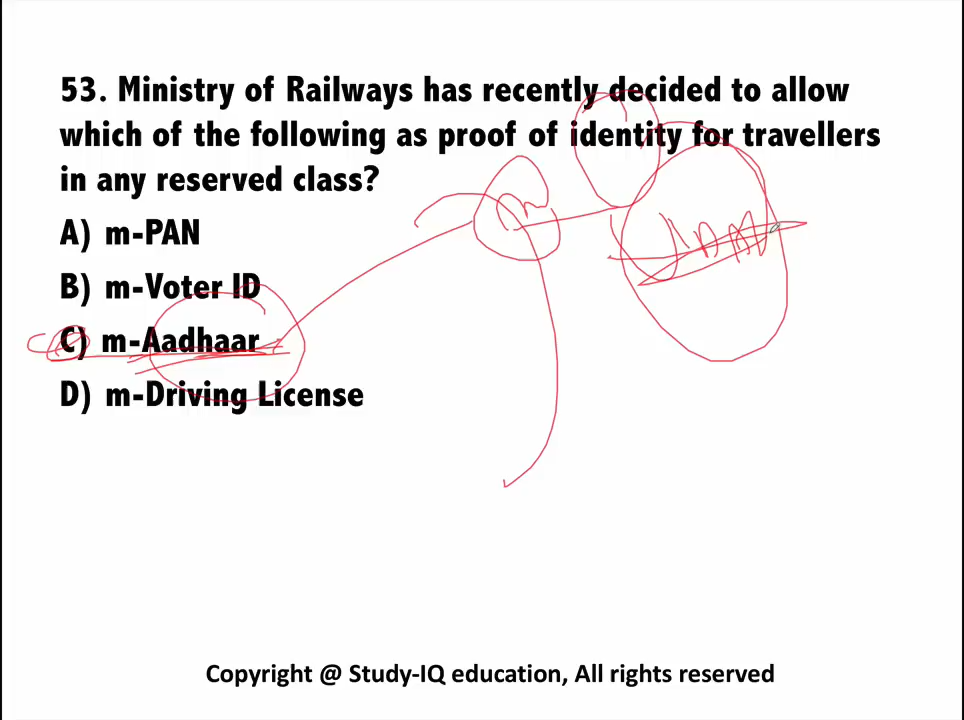 53. Ministry of Railways has recently decided to allow
which of the following as proof of identity for travellers
in any reserved class?
A) m-PAN
B) m-Voter ID
C) m-Aadhaar
D) m-Driving License
Copyright @ Study-IQ education, All rights reserved